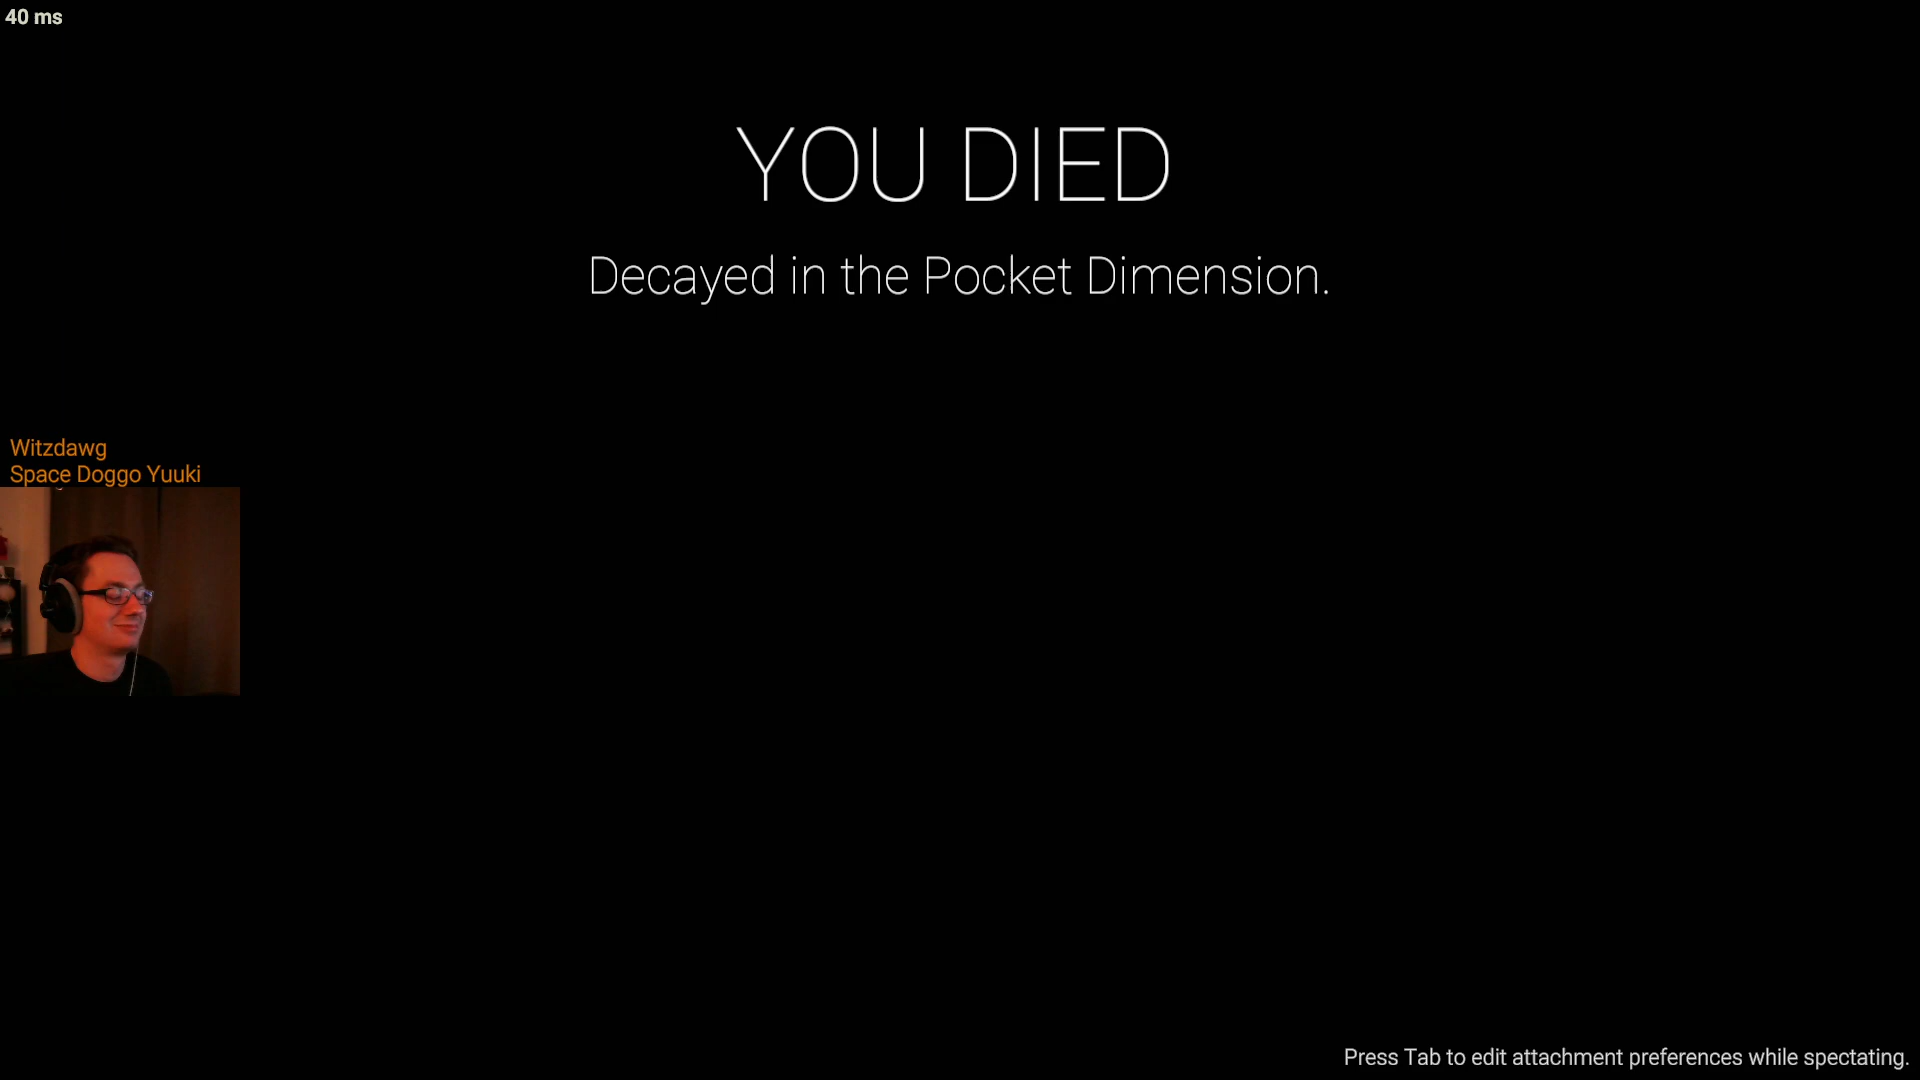 40 ms
YOU DIED
Decayed in the Pocket Dimension.
Witzdawg
Space Doggo Yuuki
Press Tab to edit attachment preferences while spectating.